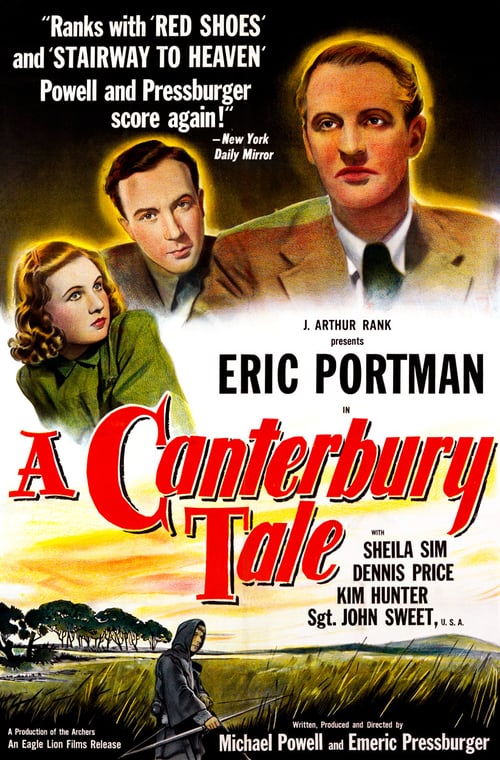 "Ranks with 'RED SHOES'
and 'STAIRWAY TO HEAVEN'
Powell and Pressburger
score again!"
—New York
Daily Mirror
J. ARTHUR RANK
presents
ERIC PORTMAN
IN
A Canterbury
Tale
WITH
SHEILA SIM
DENNIS PRICE
KIM HUNTER
Sgt. JOHN SWEET, U.S.A.
A Production of the Archers
An Eagle Lion Films Release
Written, Produced and Directed by
Michael Powell and Emeric Pressburger